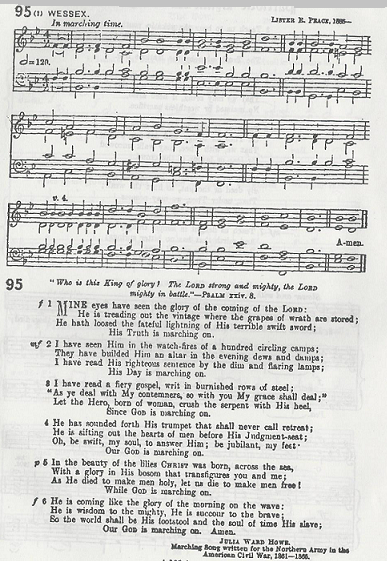 95 (1) WESSEX.
In marching time.
LISTER R. PEACE, 1885—
♩=120.
v. 4.
A-men.
95
"Who is this King of glory? The LORD strong and mighty, the LORD
mighty in battle."—PSALM xxiv. 8.
f 1 MINE eyes have seen the glory of the coming of the LORD:
He is treading out the vintage where the grapes of wrath are stored;
He hath loosed the fateful lightning of His terrible swift sword;
His Truth is marching on.
mf 2 I have seen Him in the watch-fires of a hundred circling camps;
They have builded Him an altar in the evening dews and damps;
I have read His righteous sentence by the dim and flaring lamps;
His Day is marching on.
3 I have read a fiery gospel, writ in burnished rows of steel;
"As ye deal with My contemners, so with you My grace shall deal;"
Let the Hero, born of woman, crush the serpent with His heel,
Since GOD is marching on.
4 He has sounded forth His trumpet that shall never call retreat;
He is sifting out the hearts of men before His Judgment-seat;
Oh, be swift, my soul, to answer Him; be jubilant, my feet·
Our GOD is marching on.
p 5 In the beauty of the lilies CHRIST was born, across the sea,
With a glory in His bosom that transfigures you and me;
As He died to make men holy, let us die to make men free!
While GOD is marching on.
f 6 He is coming like the glory of the morning on the wave:
He is wisdom to the mighty, He is succour to the brave;
So the world shall be His footstool and the soul of time His slave;
Our GOD is marching on. Amen.
JULIA WARD HOWE.
Marching Song written for the Northern Army in the
American Civil War, 1861—1865.